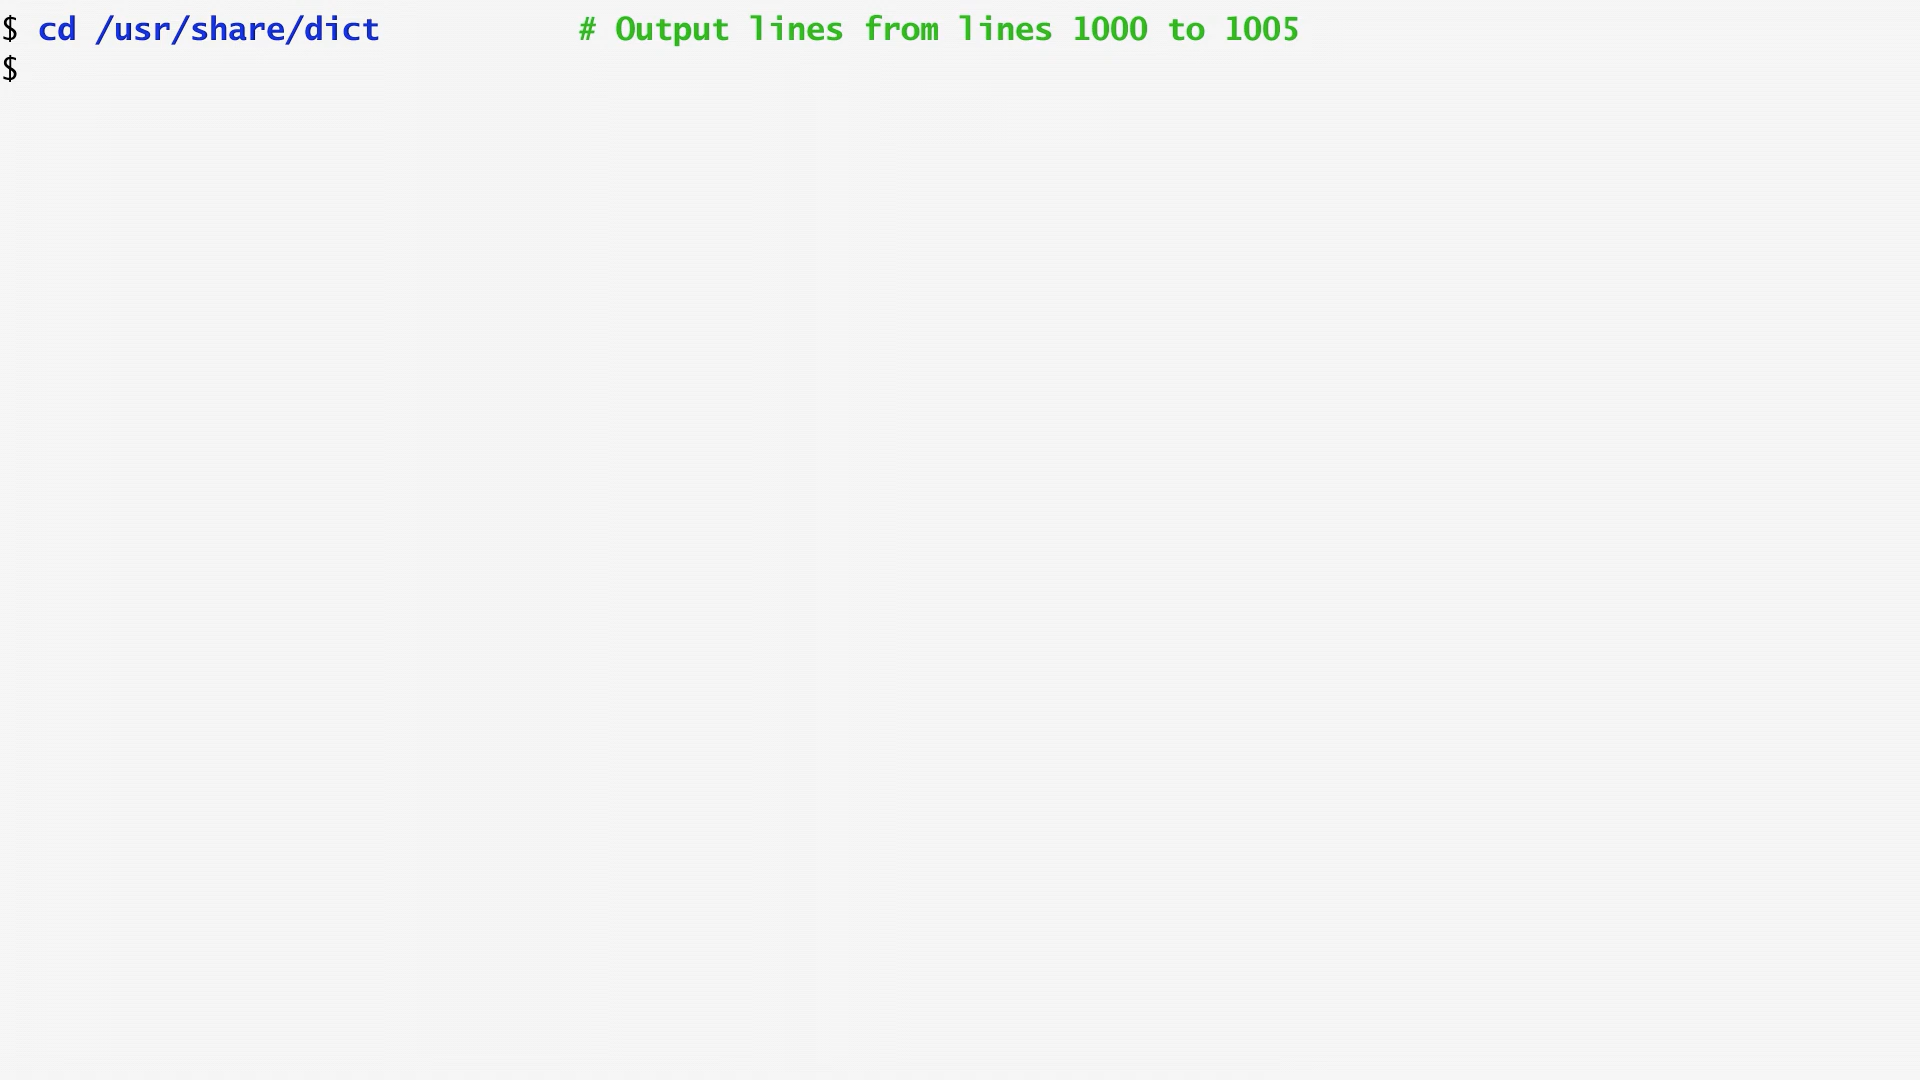 $ cd /usr/share/dict # Output lines from lines 1000 to 1005
$